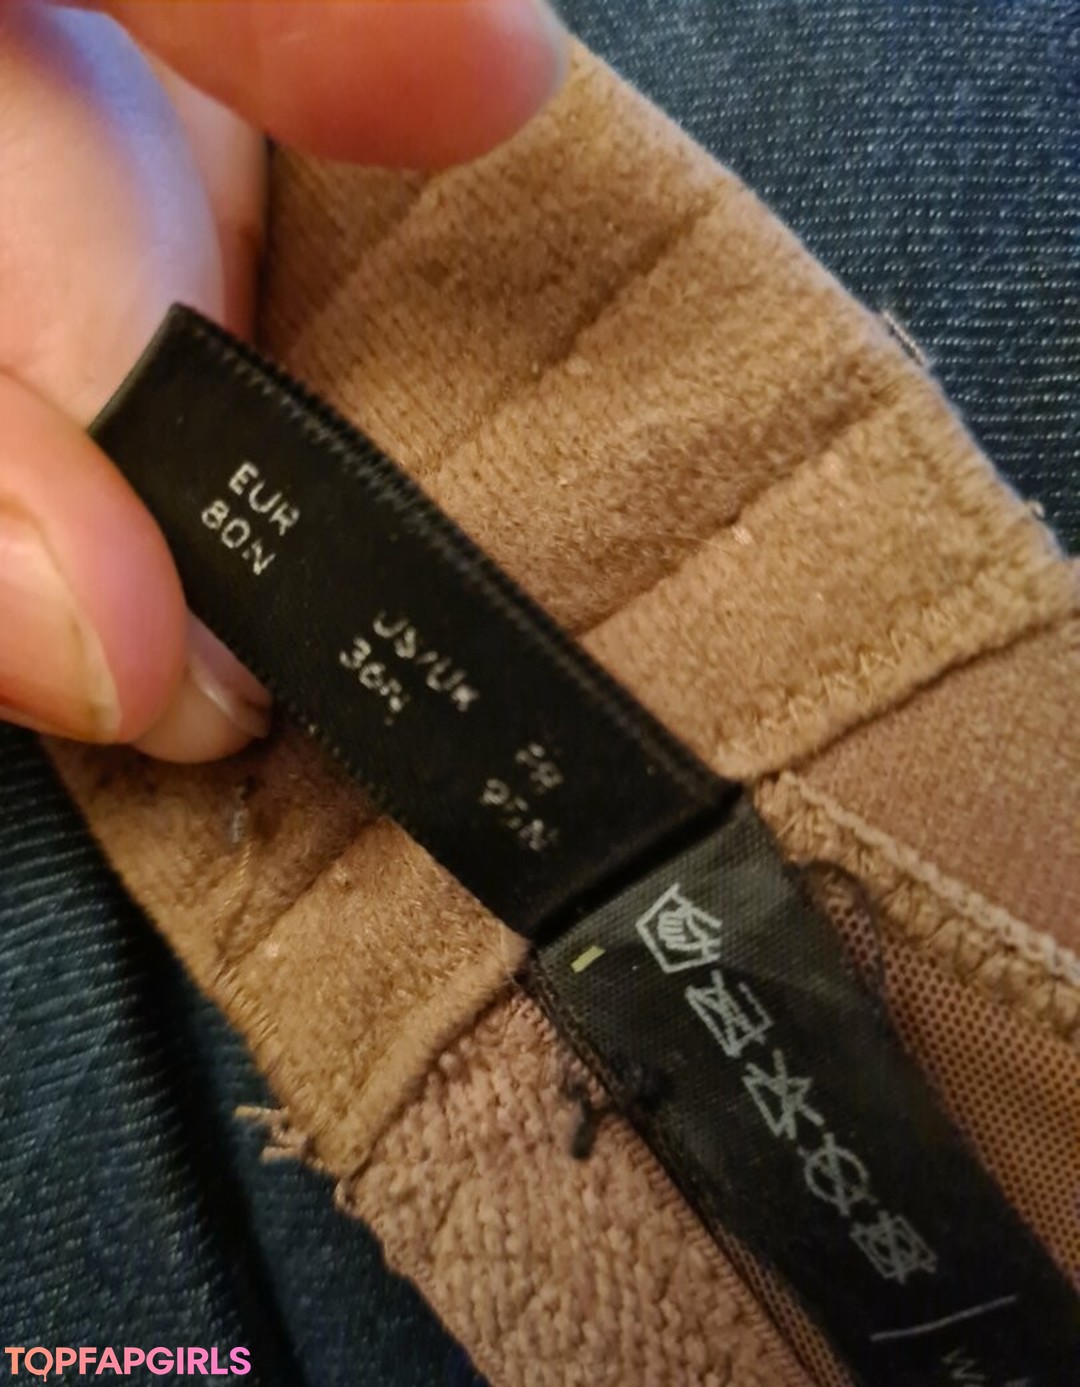 EUR
80N
US/UK
36N
FR
95N
W
TOPFAPGIRLS